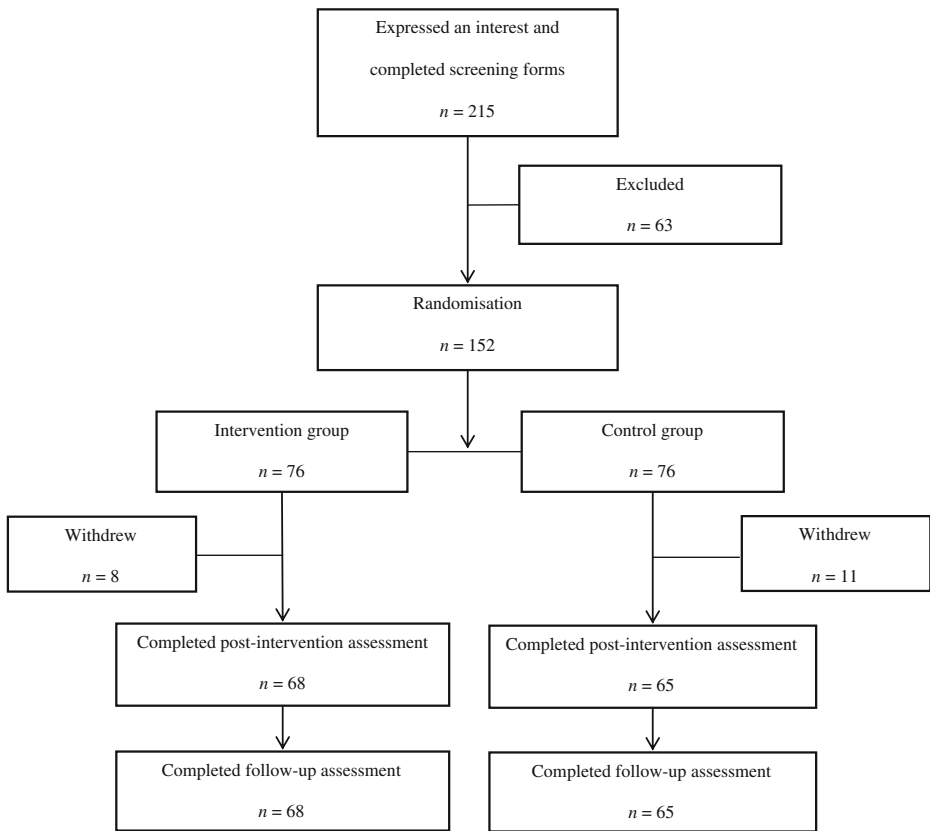 Expressed an interest and
completed screening forms
n = 215
Excluded
n = 63
Randomisation
n = 152
Intervention group
n = 76
Control group
n = 76
Withdrew
n = 8
Withdrew
n = 11
Completed post-intervention assessment
n = 68
Completed post-intervention assessment
n = 65
Completed follow-up assessment
n = 68
Completed follow-up assessment
n = 65